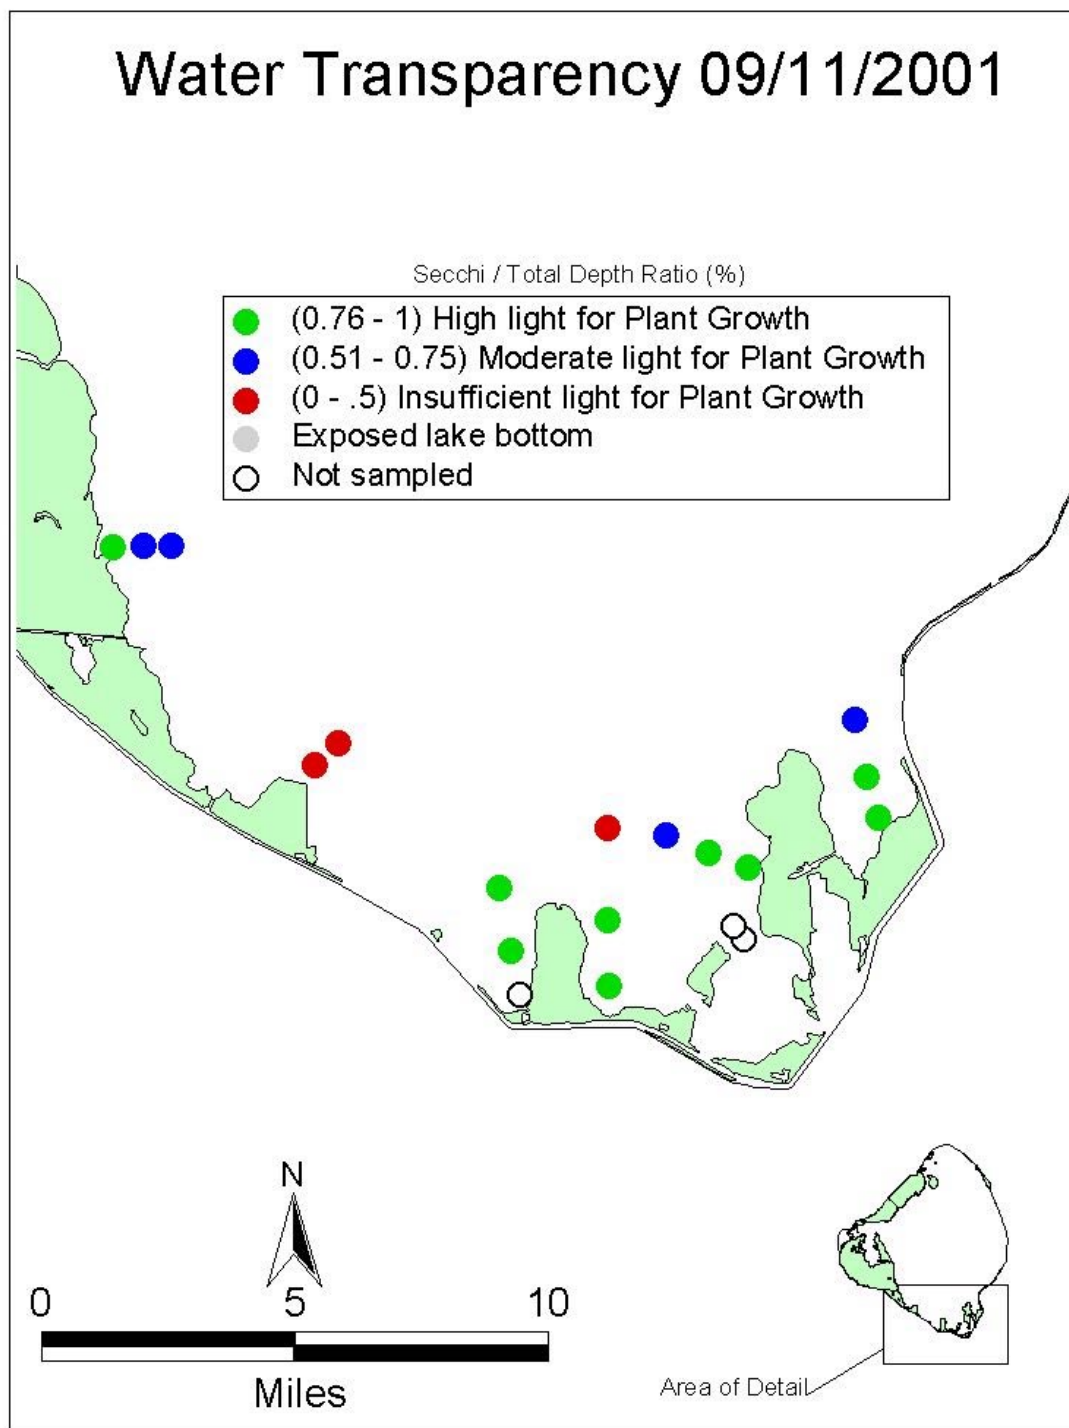 Water Transparency 09/11/2001
Secchi / Total Depth Ratio (%)
(0.76 - 1) High light for Plant Growth
(0.51 - 0.75) Moderate light for Plant Growth
(0 - .5) Insufficient light for Plant Growth
Exposed lake bottom
Not sampled
N
0 5 10
Miles
Area of Detail